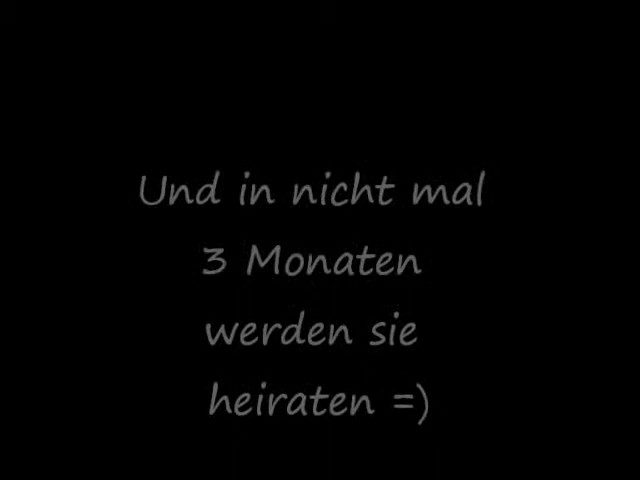 Und in nicht mal
3 Monaten
werden sie
heiraten =)